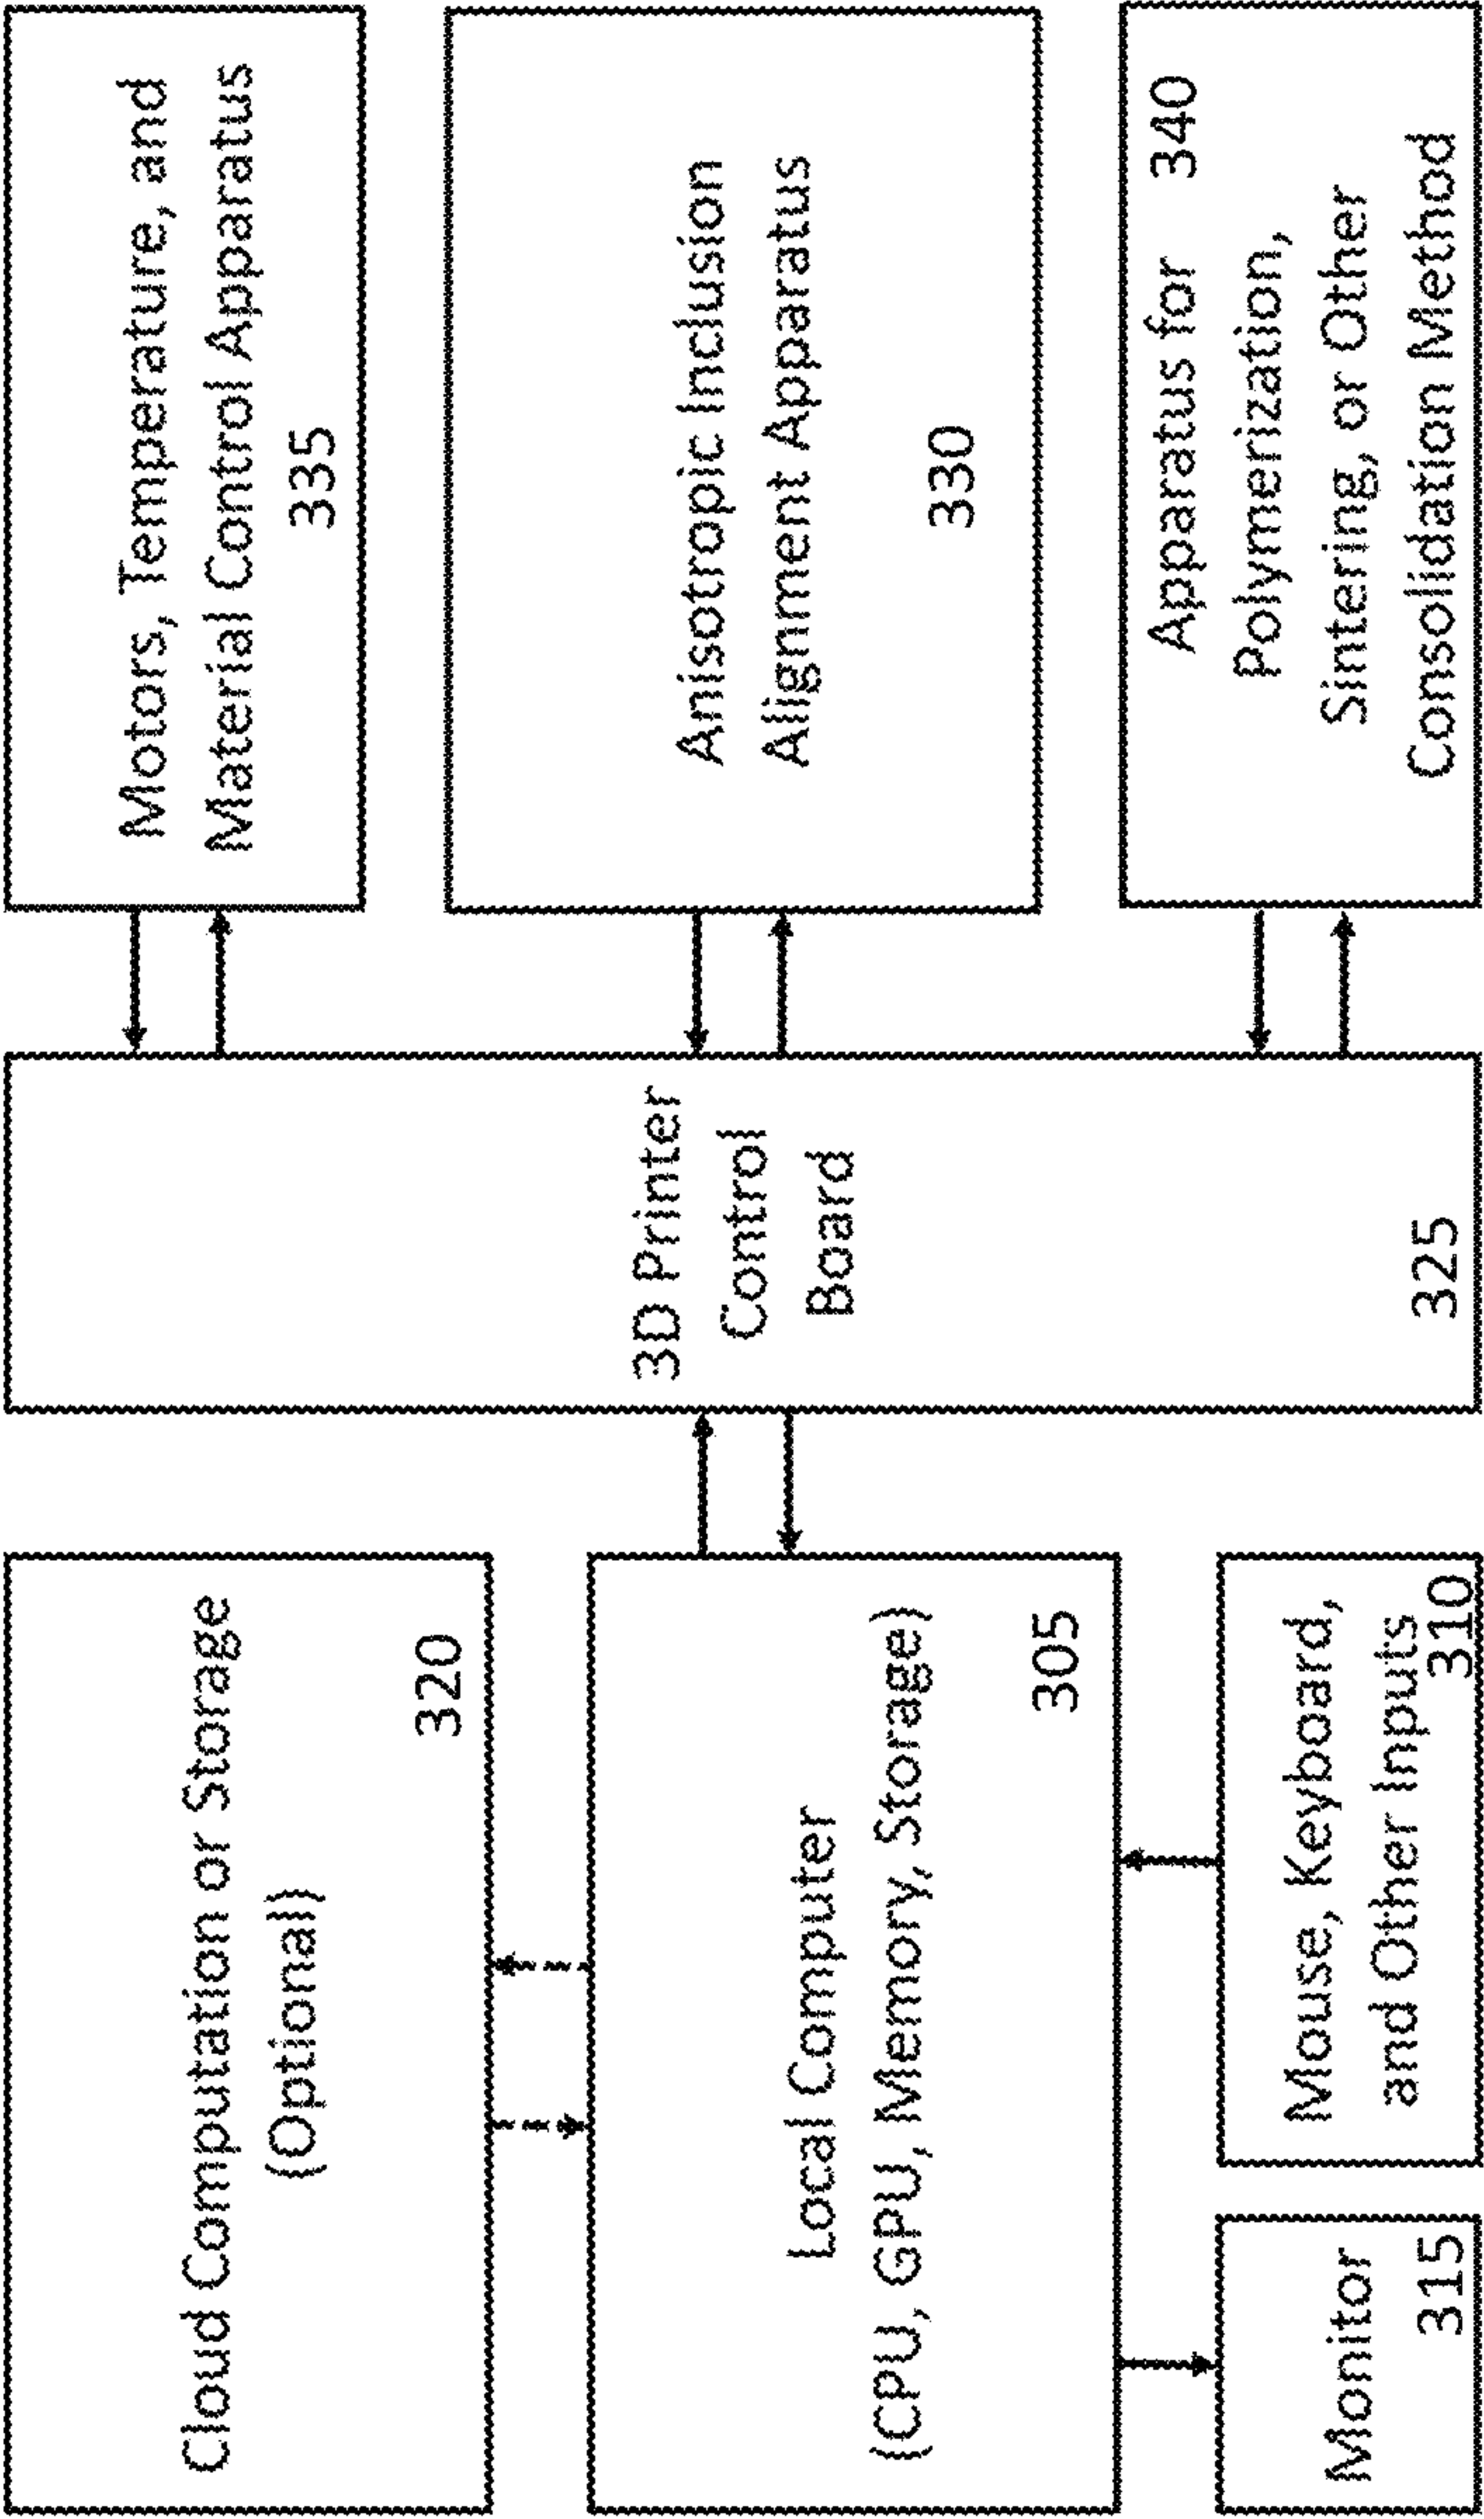 Cloud Computation or Storage
(Optional)
320
Local Computer
(CPU, GPU, Memory, Storage)
305
Monitor
315
Mouse, Keyboard,
and Other Inputs
310
3D Printer
Control
Board
325
Motors, Temperature, and
Material Control Apparatus
335
Anisotropic Inclusion
Alignment Apparatus
330
Apparatus for 340
Polymerization,
Sintering, or Other
Consolidation Method